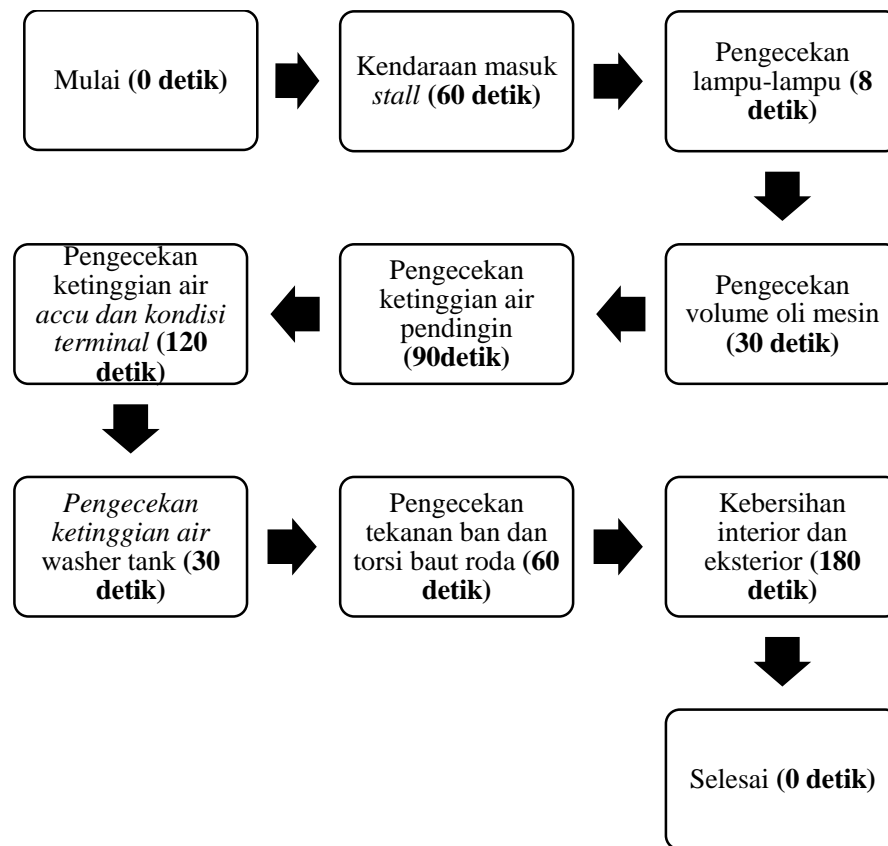 Mulai (0 detik)
Kendaraan masuk
stall (60 detik)
Pengecekan
lampu-lampu (8
detik)
Pengecekan
volume oli mesin
(30 detik)
Pengecekan
ketinggian air
pendingin
(90detik)
Pengecekan
ketinggian air
accu dan kondisi
terminal (120
detik)
Pengecekan
ketinggian air
washer tank (30
detik)
Pengecekan
tekanan ban dan
torsi baut roda (60
detik)
Kebersihan
interior dan
eksterior (180
detik)
Selesai (0 detik)